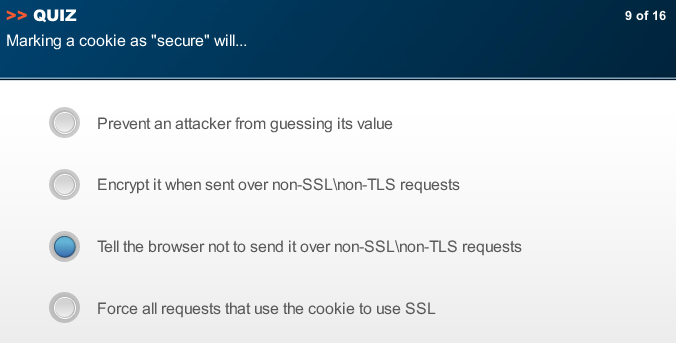 >> QUIZ
9 of 16
Marking a cookie as "secure" will...
Prevent an attacker from guessing its value
Encrypt it when sent over non-SSL\non-TLS requests
Tell the browser not to send it over non-SSL\non-TLS requests
Force all requests that use the cookie to use SSL